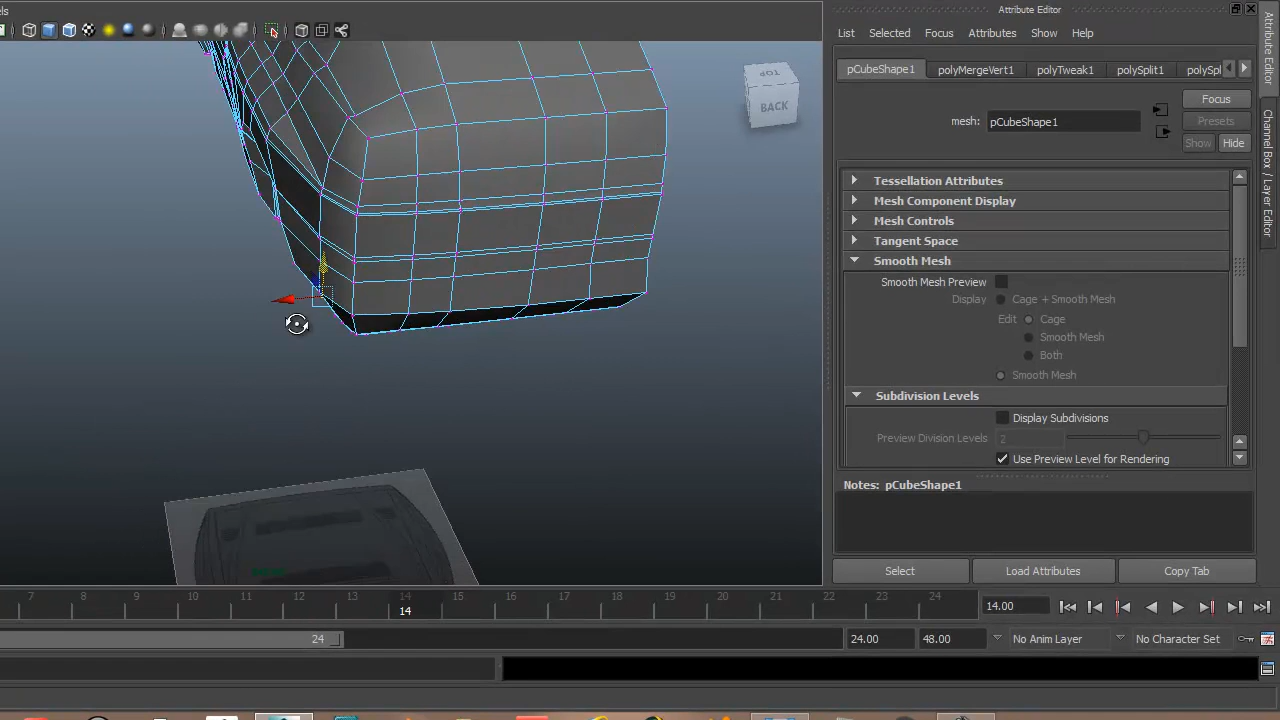 els
Attribute Editor
List Selected Focus Attributes Show Help
pCubeShape1 polyMergeVert1 polyTweak1 polySplit1 polySpl
Focus
mesh: pCubeShape1
Presets
Show Hide
Tessellation Attributes
Mesh Component Display
Mesh Controls
Tangent Space
Smooth Mesh
Smooth Mesh Preview
Display Cage + Smooth Mesh
Edit Cage
Smooth Mesh
Both
Smooth Mesh
Subdivision Levels
Display Subdivisions
Preview Division Levels 2
Use Preview Level for Rendering
Notes: pCubeShape1
Select Load Attributes Copy Tab
Attribute Editor
Channel Box / Layer Editor
TOP
BACK
7 8 9 10 11 12 13 14 15 16 17 18 19 20 21 22 23 24
14
14.00
24 24.00 48.00 No Anim Layer No Character Set